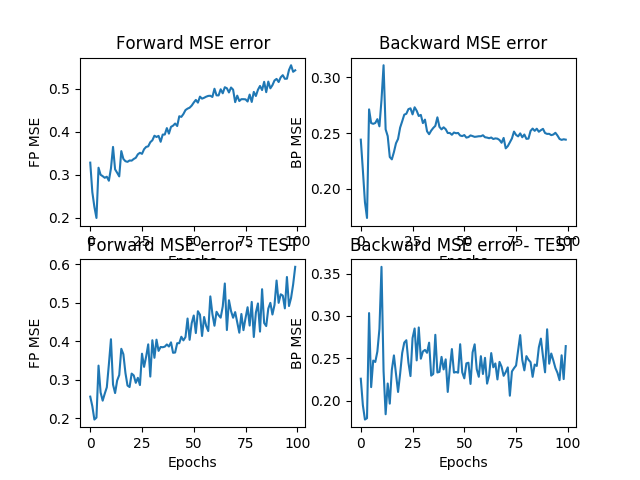 Forward MSE error
Backward MSE error
FP MSE
0.5
0.4
0.3
0.2
0 25 50 75 100
Epochs
BP MSE
0.30
0.25
0.20
0 25 50 75 100
Epochs
Forward MSE error - TEST
Backward MSE error - TEST
FP MSE
0.6
0.5
0.4
0.3
0.2
0 25 50 75 100
Epochs
BP MSE
0.35
0.30
0.25
0.20
0 25 50 75 100
Epochs